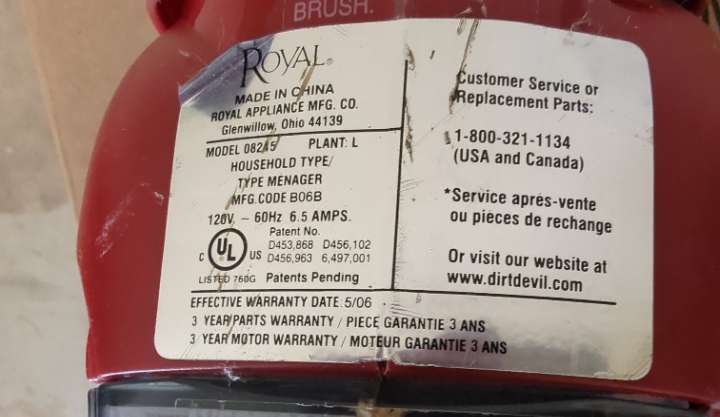 BRUSH.
ROYAL®
MADE IN CHINA
ROYAL APPLIANCE MFG. CO.
Glenwillow, Ohio 44139
MODEL 08245 PLANT: L
HOUSEHOLD TYPE/
TYPE MENAGER
MFG.CODE B06B
120V. ~ 60Hz 6.5 AMPS.
Patent No.
D453,868 D456,102
D456,963 6,497,001
C UL US
LISTED 760G Patents Pending
EFFECTIVE WARRANTY DATE 5/06
3 YEAR PARTS WARRANTY / PIECE GARANTIE 3 ANS
3 YEAR MOTOR WARRANTY / MOTEUR GARANTIE 3 ANS
Customer Service or
Replacement Parts:
1-800-321-1134
(USA and Canada)
*Service aprés-vente
ou pieces de rechange
Or visit our website at
www.dirtdevil.com